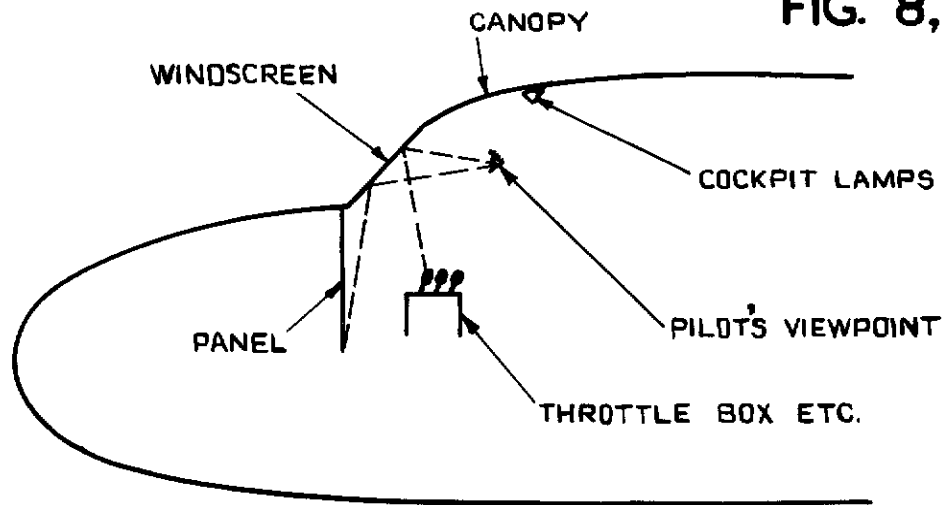 FIG. 8,
CANOPY
WINDSCREEN
COCKPIT LAMPS
PANEL
PILOT'S VIEWPOINT
THROTTLE BOX ETC.